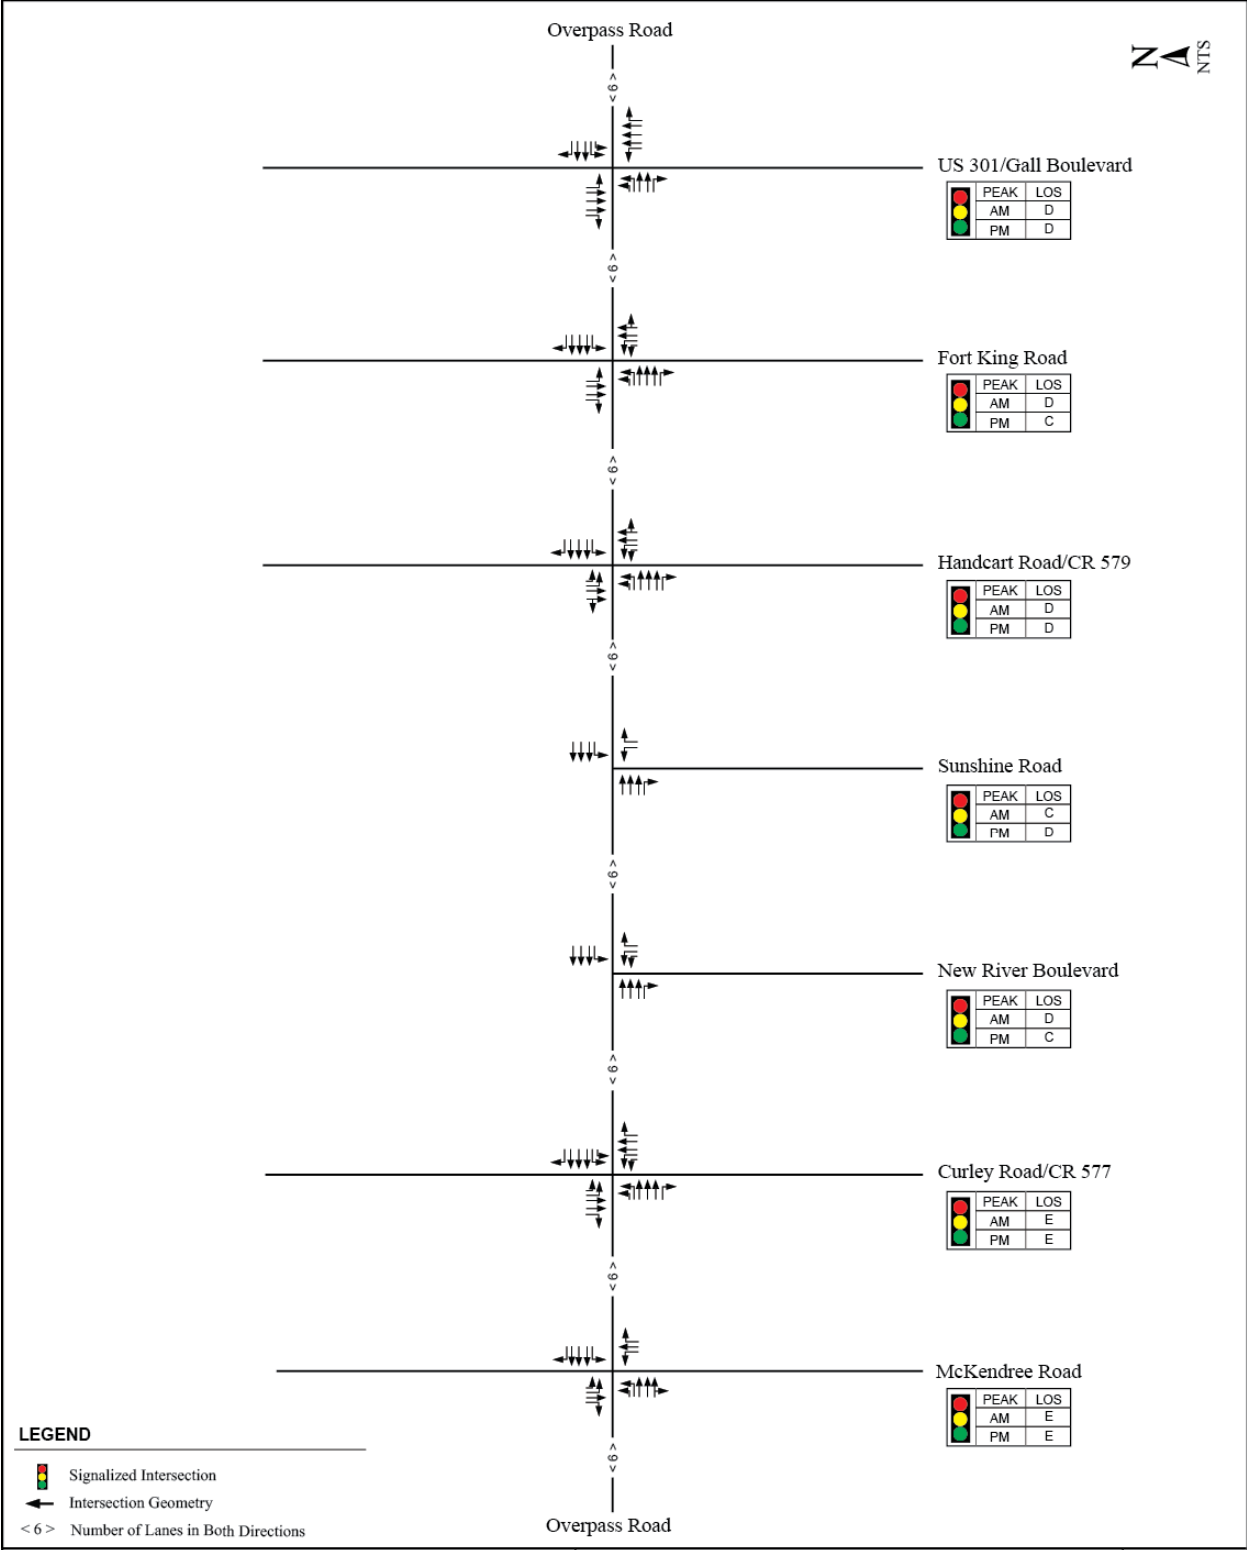 Overpass Road
N
NTS
< 6 >
US 301/Gall Boulevard
PEAK LOS
AM D
PM D
< 6 >
Fort King Road
PEAK LOS
AM D
PM C
< 6 >
Handcart Road/CR 579
PEAK LOS
AM D
PM D
< 6 >
Sunshine Road
PEAK LOS
AM C
PM D
< 6 >
New River Boulevard
PEAK LOS
AM D
PM C
< 6 >
Curley Road/CR 577
PEAK LOS
AM E
PM E
< 6 >
McKendree Road
PEAK LOS
AM E
PM E
< 6 >
Overpass Road
LEGEND
Signalized Intersection
Intersection Geometry
< 6 > Number of Lanes in Both Directions